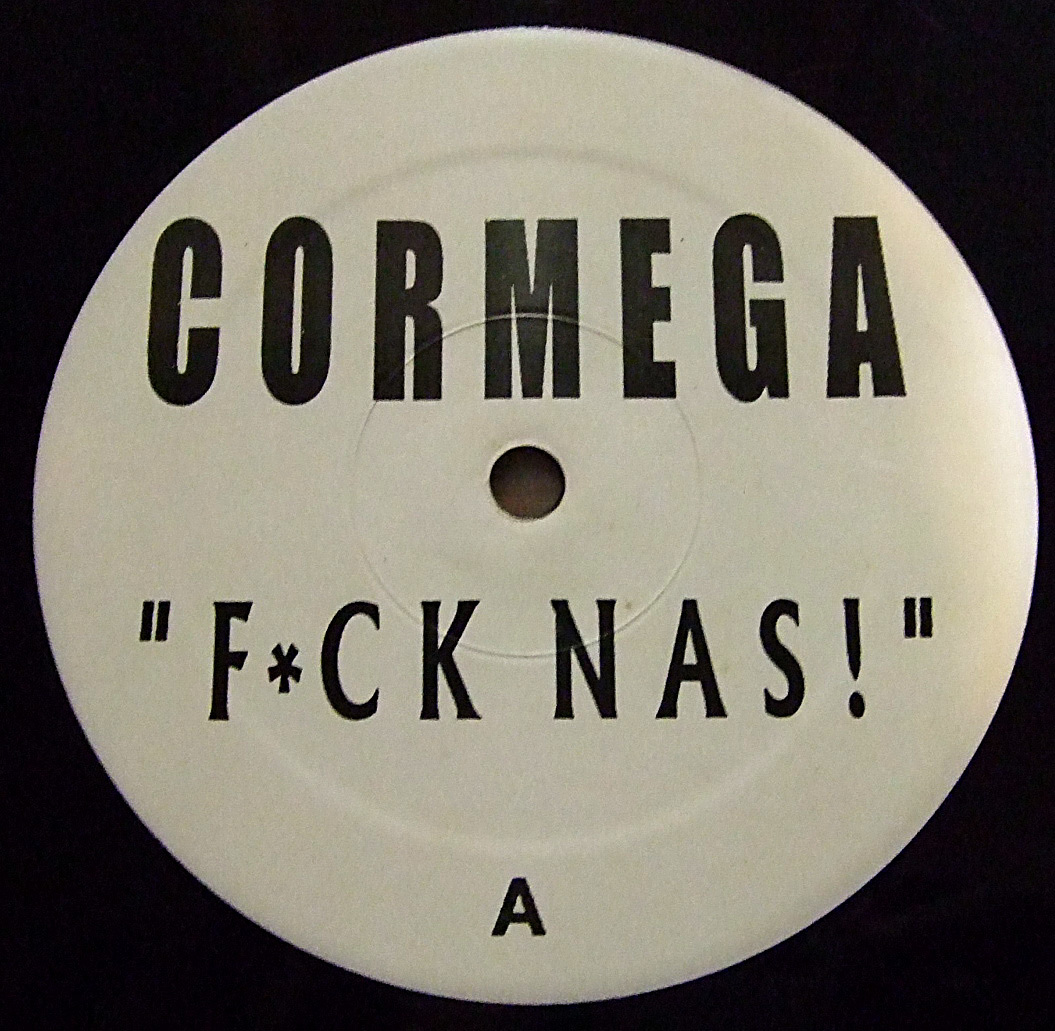 CORMEGA
"F*CK NAS!"
A